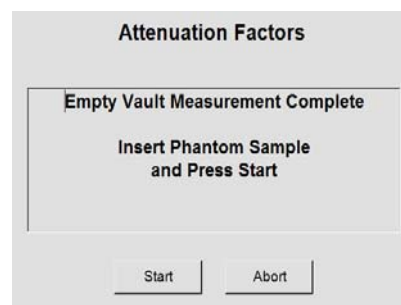 Attenuation Factors
Empty Vault Measurement Complete
Insert Phantom Sample
and Press Start
Start Abort